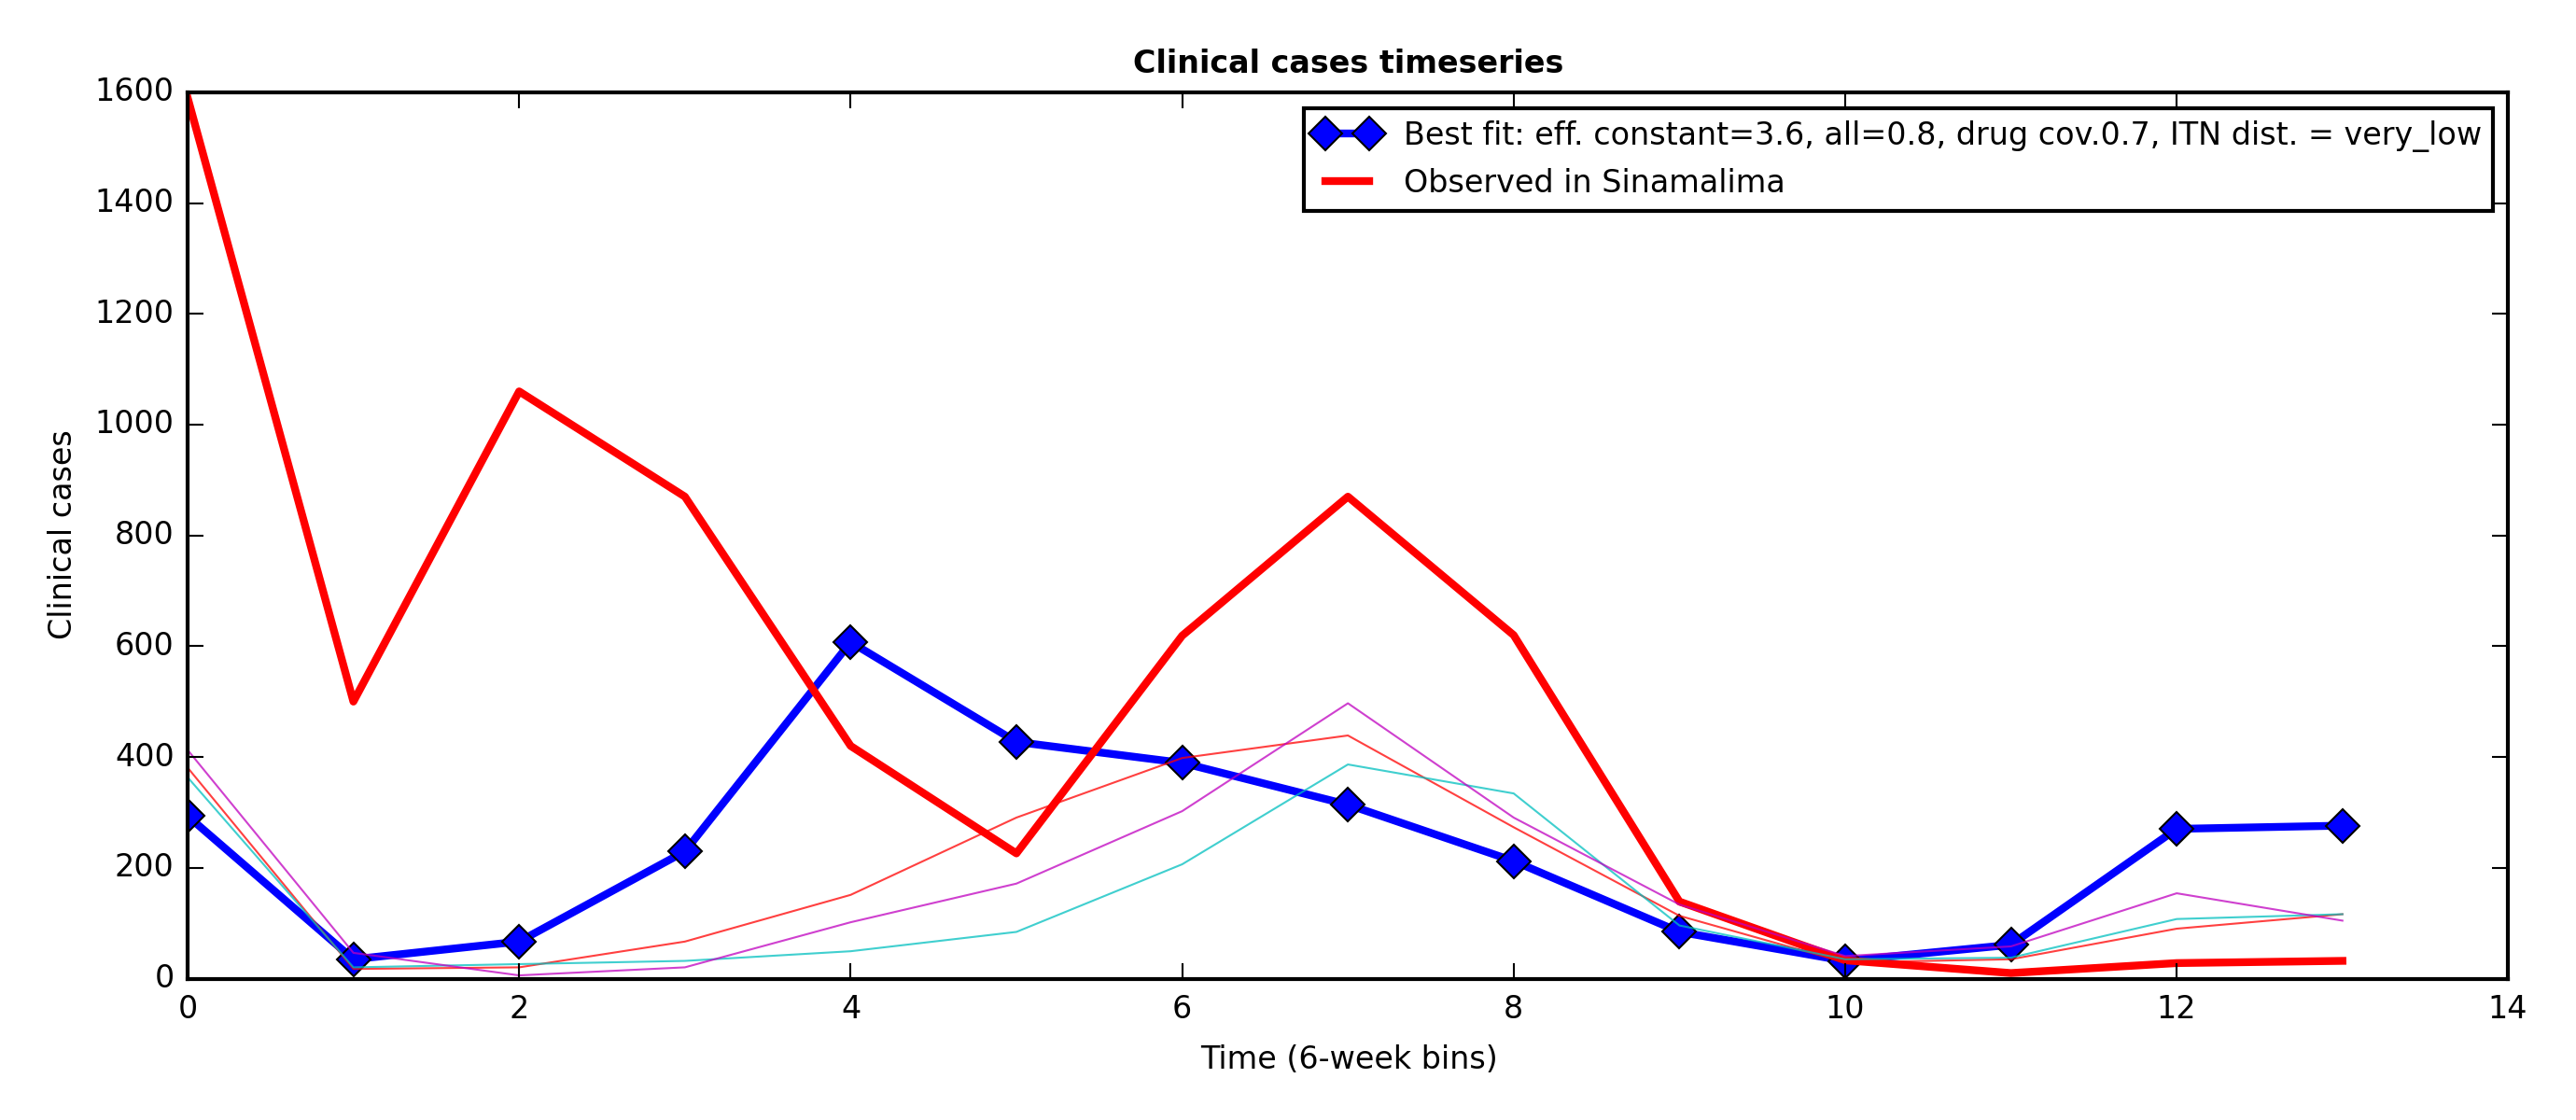 Clinical cases timeseries
1600
1400
1200
1000
800
600
400
200
0
Clinical cases
Best fit: eff. constant=3.6, all=0.8, drug cov.0.7, ITN dist. = very_low
Observed in Sinamalima
0 2 4 6 8 10 12 14
Time (6-week bins)